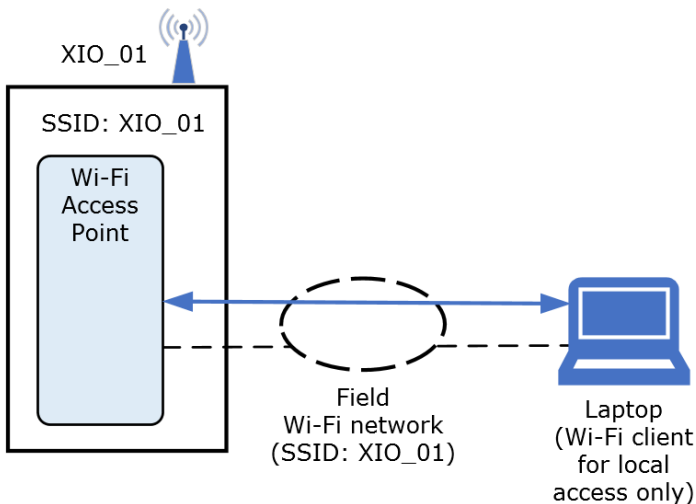 XIO_01
SSID: XIO_01
Wi-Fi
Access
Point
Field
Wi-Fi network
(SSID: XIO_01)
Laptop
(Wi-Fi client
for local
access only)